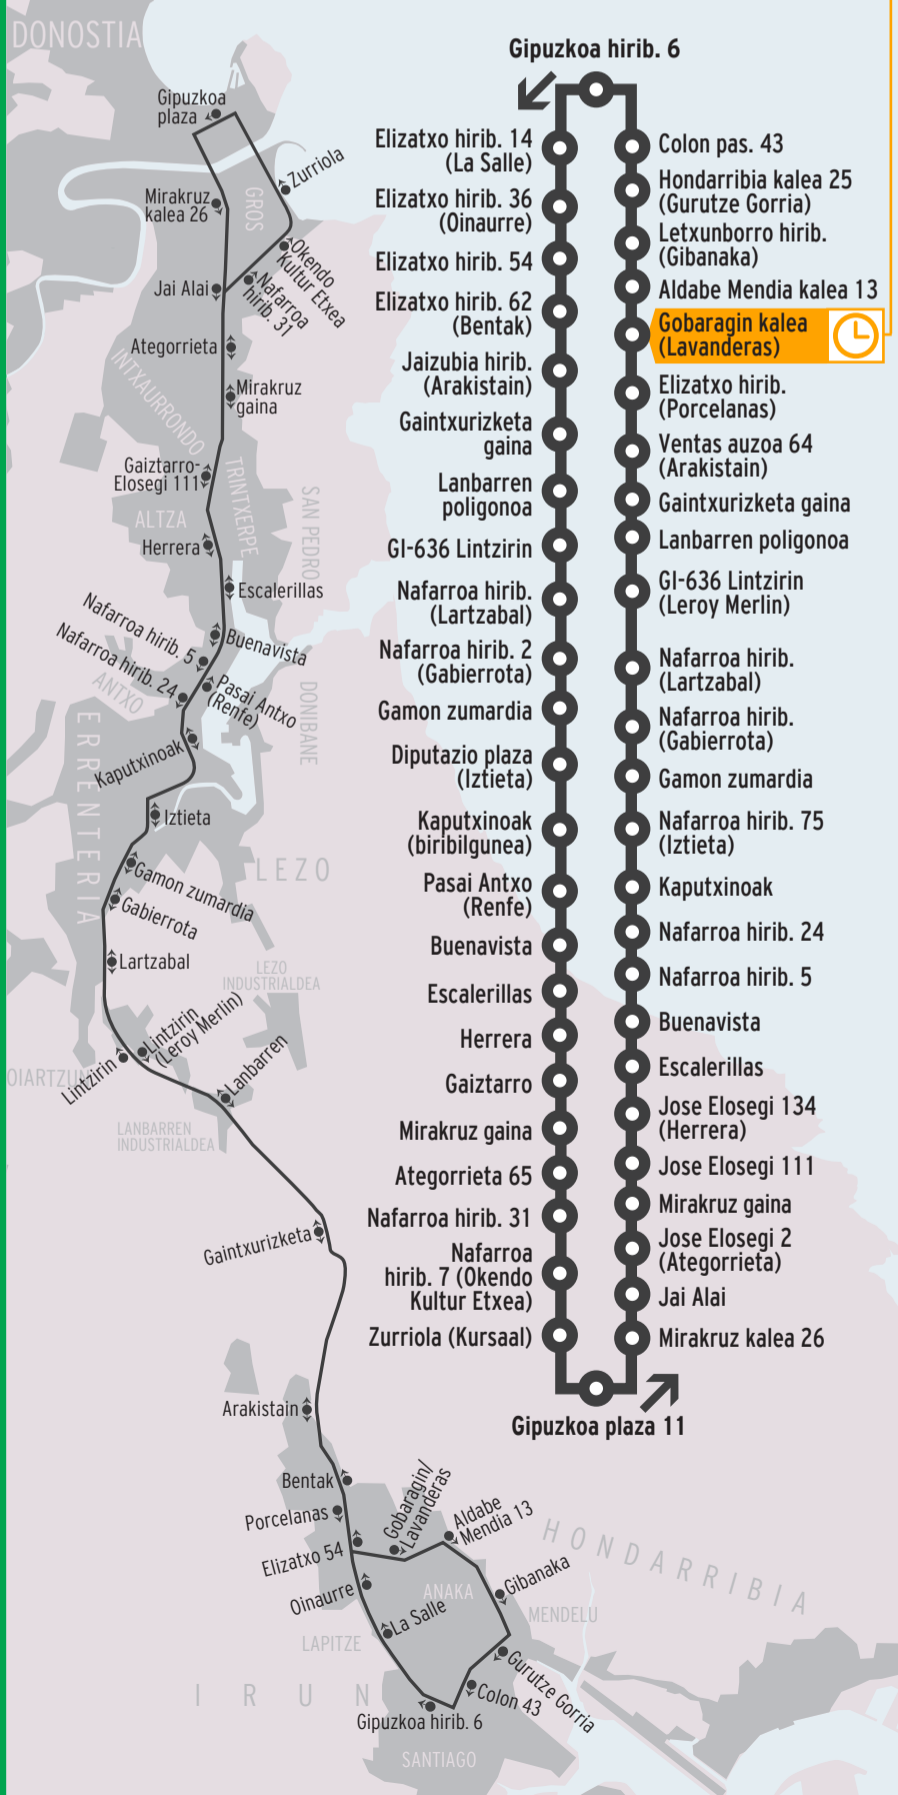 DONOSTIA
Gipuzkoa
plaza
Zurriola
Mirakruz
kalea 26
GROS
Okendo
Kultur Etxea
Nafarroa
hirib. 31
Jai Alai
Ategorrieta
INTXAURRONDO
Mirakruz
gaina
Gaiztarro-
Elosegi 111
TRINTXERPE
SAN PEDRO
ALTZA
Herrera
Escalerillas
Nafarroa hirib. 5
Buenavista
Nafarroa hirib. 24
ANTXO
Pasai Antxo
(Renfe)
DONIBANE
ERRENTERIA
Kaputxinoak
Iztieta
LEZO
Gamon zumardia
Gabierrota
Lartzabal
LEZO
INDUSTRIALDEA
Lintzirin
(Leroy Merlin)
OIARTZUN
Lintzirin
Lanbarren
LANBARREN
INDUSTRIALDEA
Gaintxurizketa
Arakistain
Bentak
Gobaragin/
Lavanderas
Porcelanas
Aldabe
Mendia 13
Elizatxo 54
HONDARRIBIA
Oinaurre
ANAKA
Gibanaka
La Salle
MENDELU
LAPITZE
Gurutze Gorria
IRUN
Colon 43
Gipuzkoa hirib. 6
SANTIAGO
Gipuzkoa hirib. 6
Elizatxo hirib. 14
(La Salle)
Elizatxo hirib. 36
(Oinaurre)
Elizatxo hirib. 54
Elizatxo hirib. 62
(Bentak)
Jaizubia hirib.
(Arakistain)
Gaintxurizketa
gaina
Lanbarren
poligonoa
GI-636 Lintzirin
Nafarroa hirib.
(Lartzabal)
Nafarroa hirib. 2
(Gabierrota)
Gamon zumardia
Diputazio plaza
(Iztieta)
Kaputxinoak
(biribilgunea)
Pasai Antxo
(Renfe)
Buenavista
Escalerillas
Herrera
Gaiztarro
Mirakruz gaina
Ategorrieta 65
Nafarroa hirib. 31
Nafarroa
hirib. 7 (Okendo
Kultur Etxea)
Zurriola (Kursaal)
Colon pas. 43
Hondarribia kalea 25
(Gurutze Gorria)
Letxunborro hirib.
(Gibanaka)
Aldabe Mendia kalea 13
Gobaragin kalea
(Lavanderas)
Elizatxo hirib.
(Porcelanas)
Ventas auzoa 64
(Arakistain)
Gaintxurizketa gaina
Lanbarren poligonoa
GI-636 Lintzirin
(Leroy Merlin)
Nafarroa hirib.
(Lartzabal)
Nafarroa hirib.
(Gabierrota)
Gamon zumardia
Nafarroa hirib. 75
(Iztieta)
Kaputxinoak
Nafarroa hirib. 24
Nafarroa hirib. 5
Buenavista
Escalerillas
Jose Elosegi 134
(Herrera)
Jose Elosegi 111
Mirakruz gaina
Jose Elosegi 2
(Ategorrieta)
Jai Alai
Mirakruz kalea 26
Gipuzkoa plaza 11